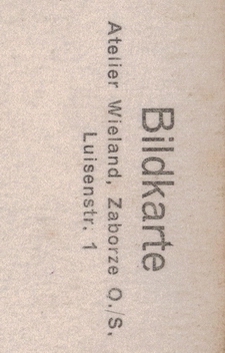 Bildkarte
Atelier Wieland, Zaborze O./S.
Luisenstr. 1